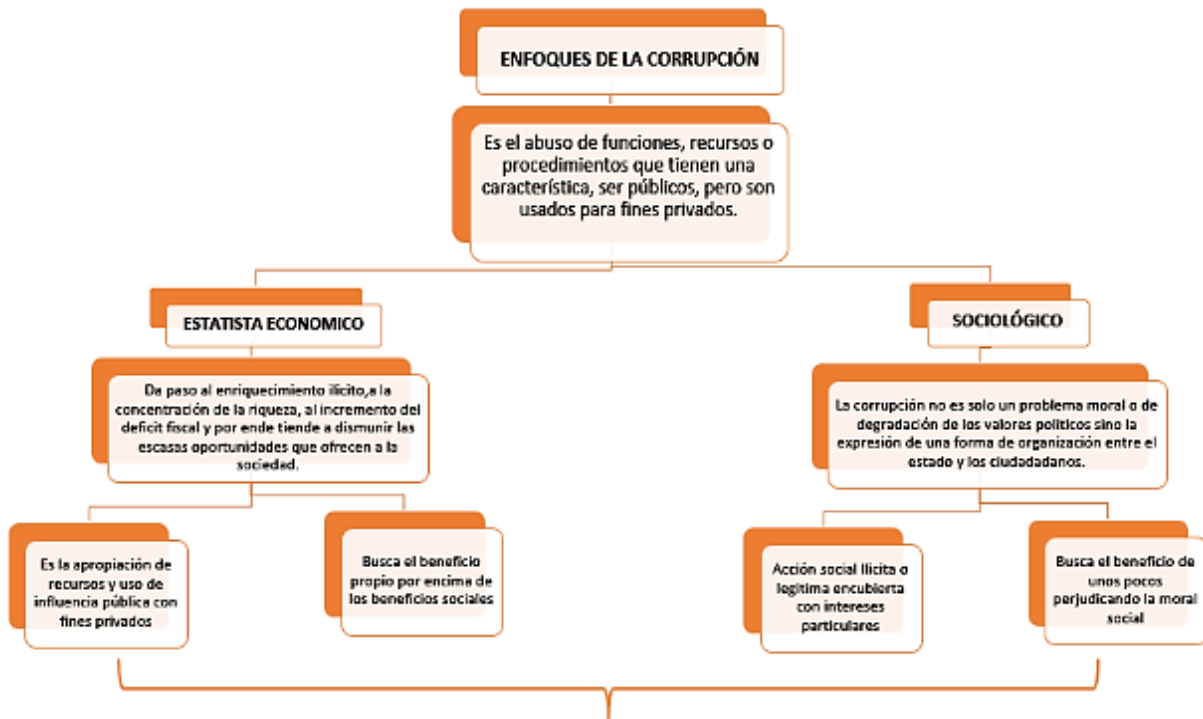 ENFOQUES DE LA CORRUPCIÓN
Es el abuso de funciones, recursos o
procedimientos que tienen una
característica, ser públicos, pero son
usados para fines privados.
ESTATISTA ECONOMICO
Da paso al enriquecimiento ilícito,a la
concentración de la riqueza, al incremento del
deficit fiscal y por ende tiende a dismunir las
escasas oportunidades que ofrecen a la
sociedad.
Es la apropiación de
recursos y uso de
influencia pública con
fines privados
Busca el beneficio
propio por encima de
los beneficios sociales
SOCIOLÓGICO
La corrupción no es solo un problema moral o de
degradación de los valores politicos sino la
expresión de una forma de organización entre el
estado y los ciudadadanos.
Acción social ilicita o
legitima encubierta
con intereses
particulares
Busca el beneficio de
unos pocos
perjudicando la moral
social